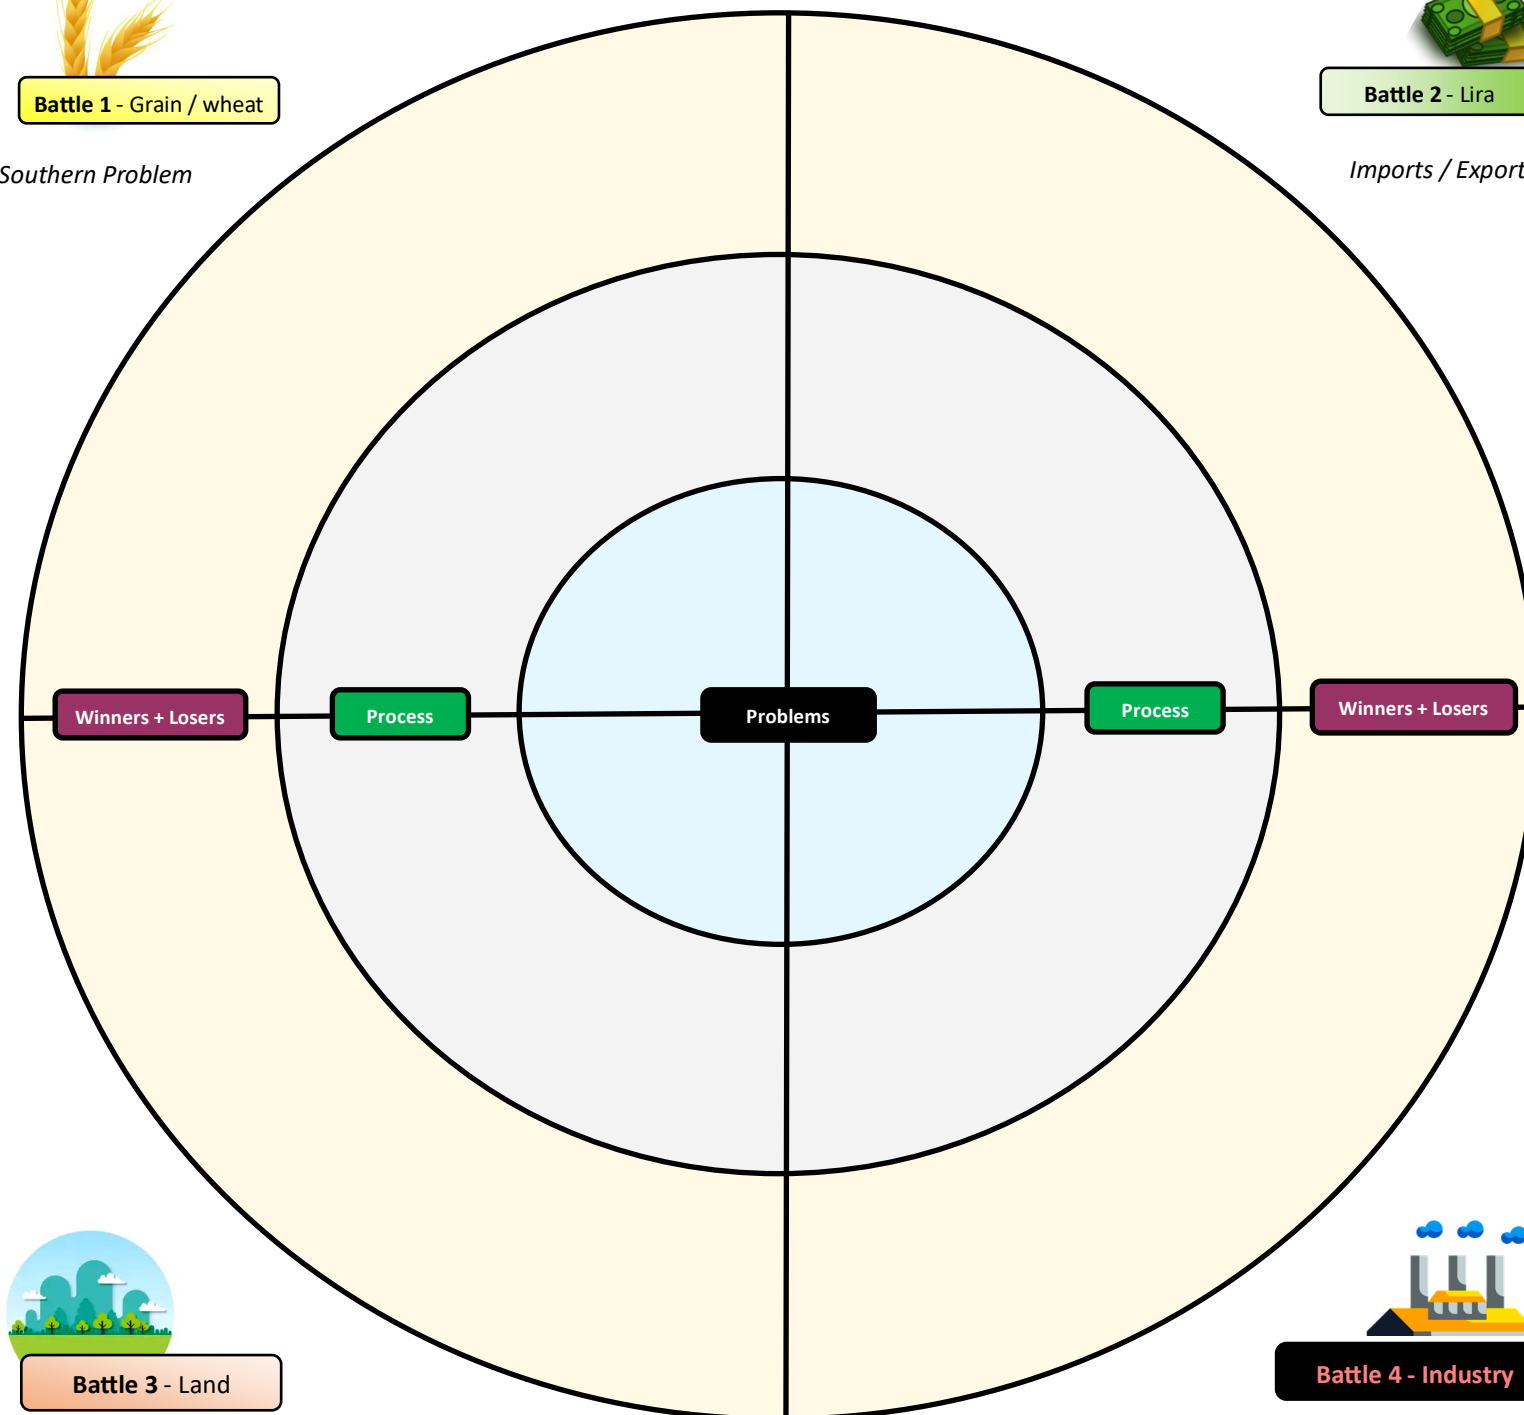 Battle 1 - Grain / wheat
Battle 2 - Lira
Southern Problem
Imports / Export
Winners + Losers
Process
Problems
Process
Winners + Losers
Battle 3 - Land
Battle 4 - Industry